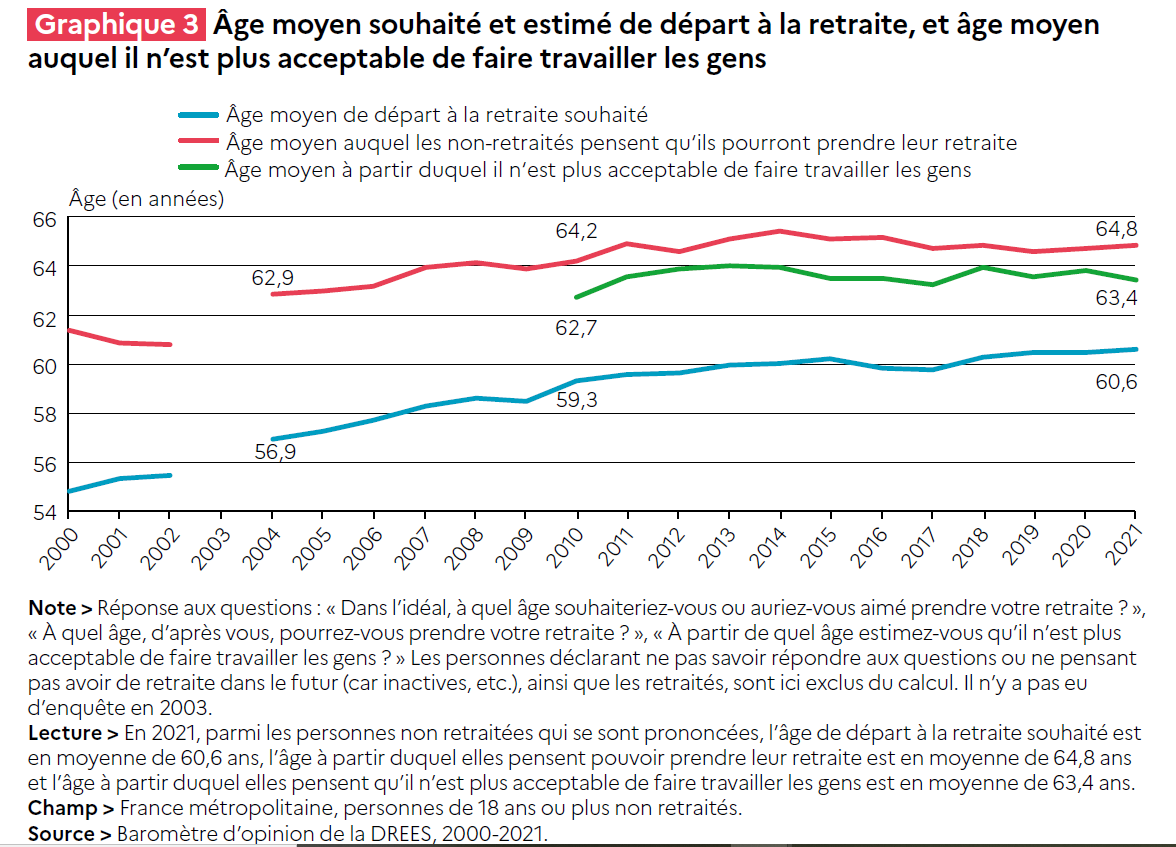 Graphique 3 Âge moyen souhaité et estimé de départ à la retraite, et âge moyen
auquel il n’est plus acceptable de faire travailler les gens
Âge moyen de départ à la retraite souhaité
Âge moyen auquel les non-retraités pensent qu’ils pourront prendre leur retraite
Âge moyen à partir duquel il n’est plus acceptable de faire travailler les gens
Âge (en années)
66
64
62
60
58
56
54
62,9
64,2
64,8
62,7
63,4
56,9
59,3
60,6
2000
2001
2002
2003
2004
2005
2006
2007
2008
2009
2010
2011
2012
2013
2014
2015
2016
2017
2018
2019
2020
2021
Note > Réponse aux questions : « Dans l’idéal, à quel âge souhaiteriez-vous ou auriez-vous aimé prendre votre retraite ? »,
« À quel âge, d’après vous, pourrez-vous prendre votre retraite ? », « À partir de quel âge estimez-vous qu’il n’est plus
acceptable de faire travailler les gens ? » Les personnes déclarant ne pas savoir répondre aux questions ou ne pensant
pas avoir de retraite dans le futur (car inactives, etc.), ainsi que les retraités, sont ici exclus du calcul. Il n’y a pas eu
d’enquête en 2003.
Lecture > En 2021, parmi les personnes non retraitées qui se sont prononcées, l’âge de départ à la retraite souhaité est
en moyenne de 60,6 ans, l’âge à partir duquel elles pensent pouvoir prendre leur retraite est en moyenne de 64,8 ans
et l’âge à partir duquel elles pensent qu’il n’est plus acceptable de faire travailler les gens est en moyenne de 63,4 ans.
Champ > France métropolitaine, personnes de 18 ans ou plus non retraités.
Source > Baromètre d’opinion de la DREES, 2000-2021.